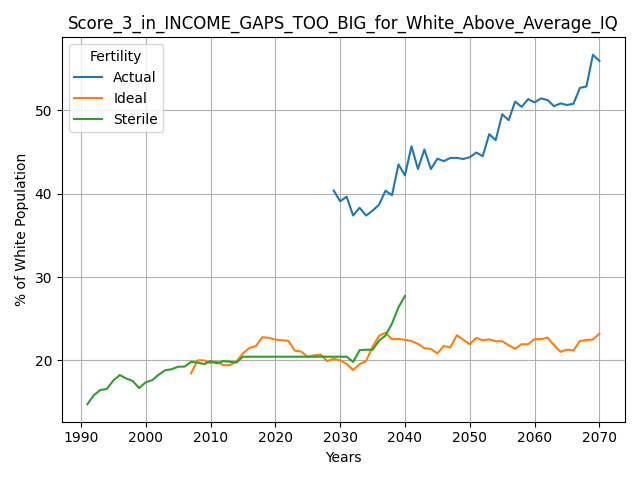 Score_3_in_INCOME_GAPS_TOO_BIG_for_White_Above_Average_IQ
Fertility
Actual
Ideal
Sterile
% of White Population
50
40
30
20
1990 2000 2010 2020 2030 2040 2050 2060 2070
Years